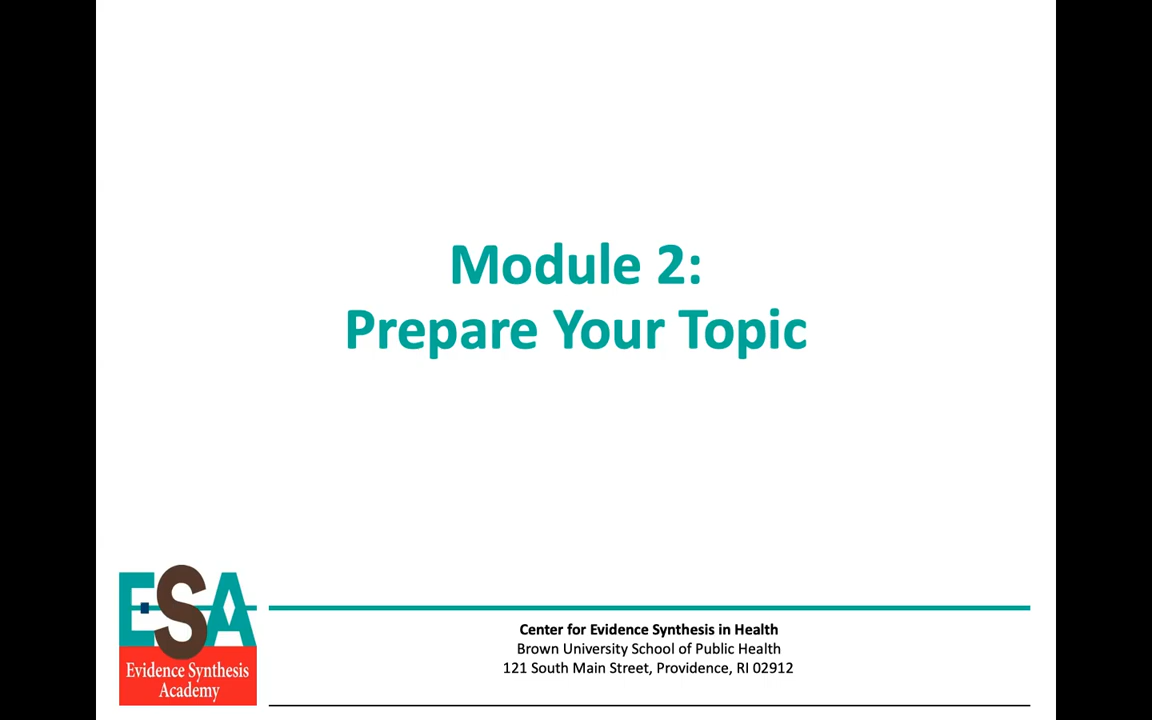 Module 2:
Prepare Your Topic
ESA
Evidence Synthesis
Academy
Center for Evidence Synthesis in Health
Brown University School of Public Health
121 South Main Street, Providence, RI 02912